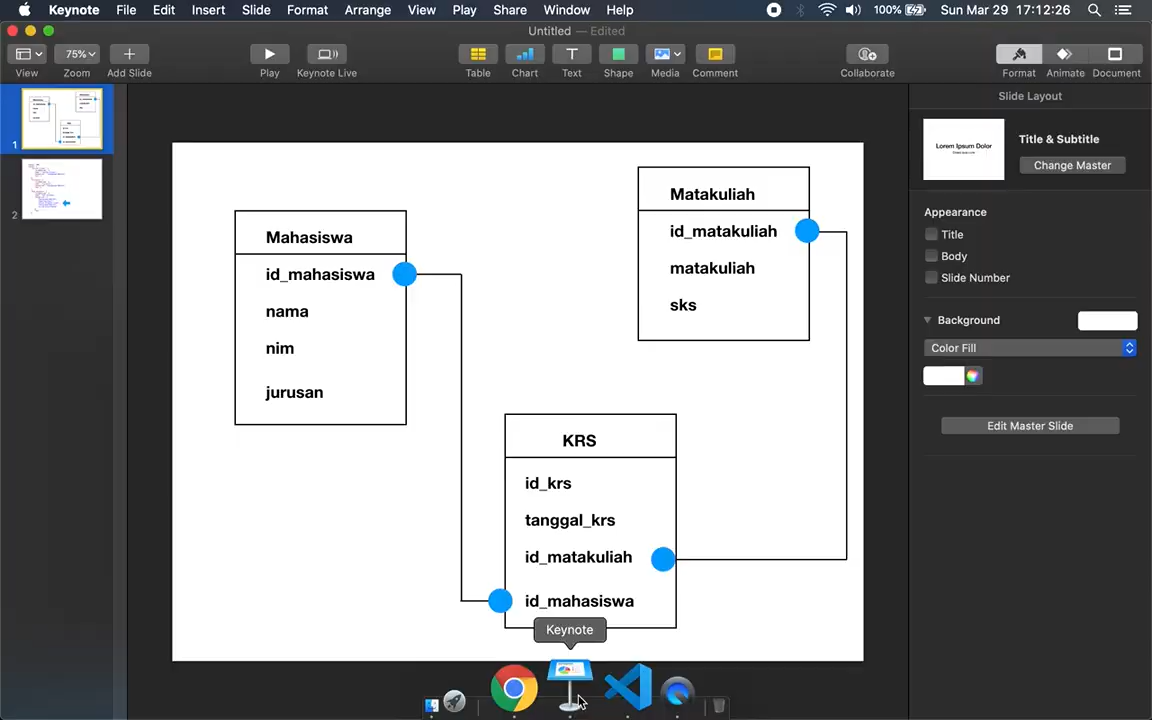 Keynote File Edit Insert Slide Format Arrange View Play Share Window Help 100% Sun Mar 29 17:12:26
Untitled — Edited
75%
View Zoom Add Slide Play Keynote Live Table Chart Text Shape Media Comment Collaborate Format Animate Document
Slide Layout
Lorem Ipsum Dolor
Title & Subtitle
Change Master
Appearance
Title
Body
Slide Number
Background
Color Fill
Edit Master Slide
1
2
Mahasiswa
id_mahasiswa
nama
nim
jurusan
Matakuliah
id_matakuliah
matakuliah
sks
KRS
id_krs
tanggal_krs
id_matakuliah
id_mahasiswa
Keynote